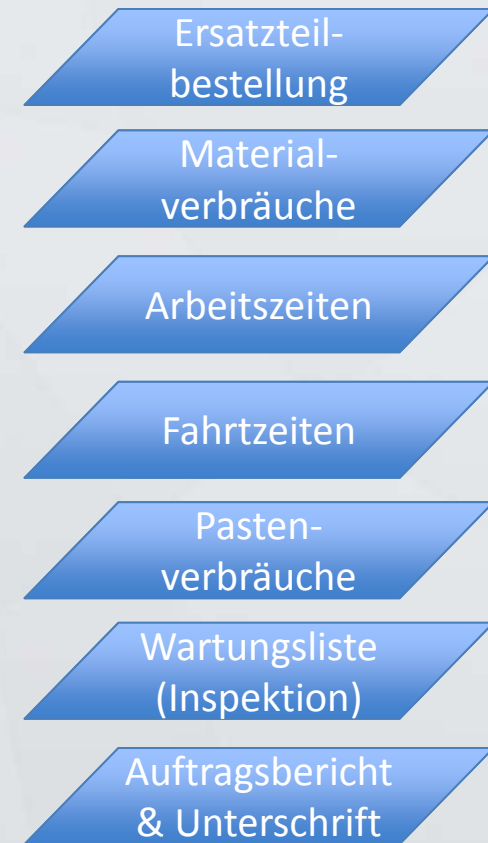 Ersatzteil-
bestellung
Material-
verbräuche
Arbeitszeiten
Fahrtzeiten
Pasten-
verbräuche
Wartungsliste
(Inspektion)
Auftragsbericht
& Unterschrift